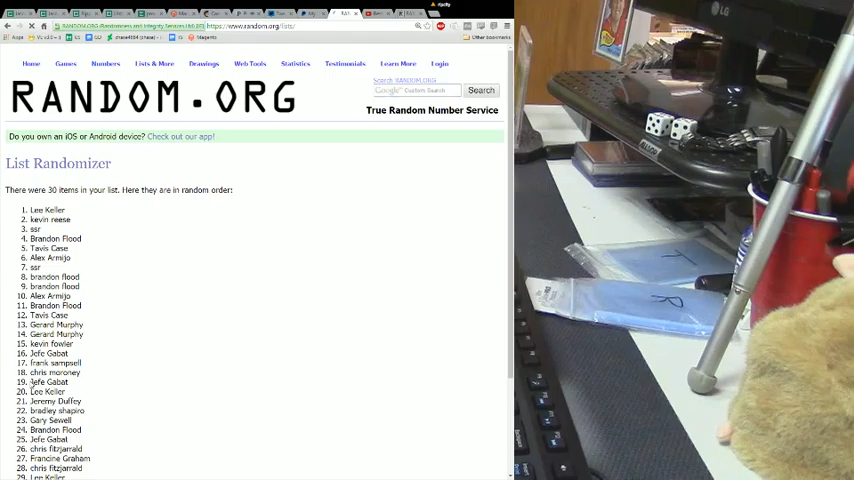 RANDOM.ORG (Randomness and Integrity Services Ltd) [IE] https://www.random.org/lists/
Other Bookmarks
Home Games Numbers Lists & More Drawings Web Tools Statistics Testimonials Learn More Login
Search RANDOM.ORG
RANDOM.ORG
Google Custom Search Search
True Random Number Service
Do you own an iOS or Android device? Check out our app!
List Randomizer
There were 30 items in your list. Here they are in random order:
1. Lee Keller
2. kevin reese
3. ssr
4. Brandon Flood
5. Tavis Case
6. Alex Armijo
7. ssr
8. brandon flood
9. brandon flood
10. Alex Armijo
11. Brandon Flood
12. Tavis Case
13. Gerard Murphy
14. Gerard Murphy
15. kevin fowler
16. Jefe Gabat
17. frank sampsell
18. chris moroney
19. Jefe Gabat
20. Lee Keller
21. Jeremy Duffey
22. bradley shapiro
23. Gary Sewell
24. Brandon Flood
25. Jefe Gabat
26. chris fitzjarrald
27. Francine Graham
28. chris fitzjarrald
29. Lee Keller
T
R